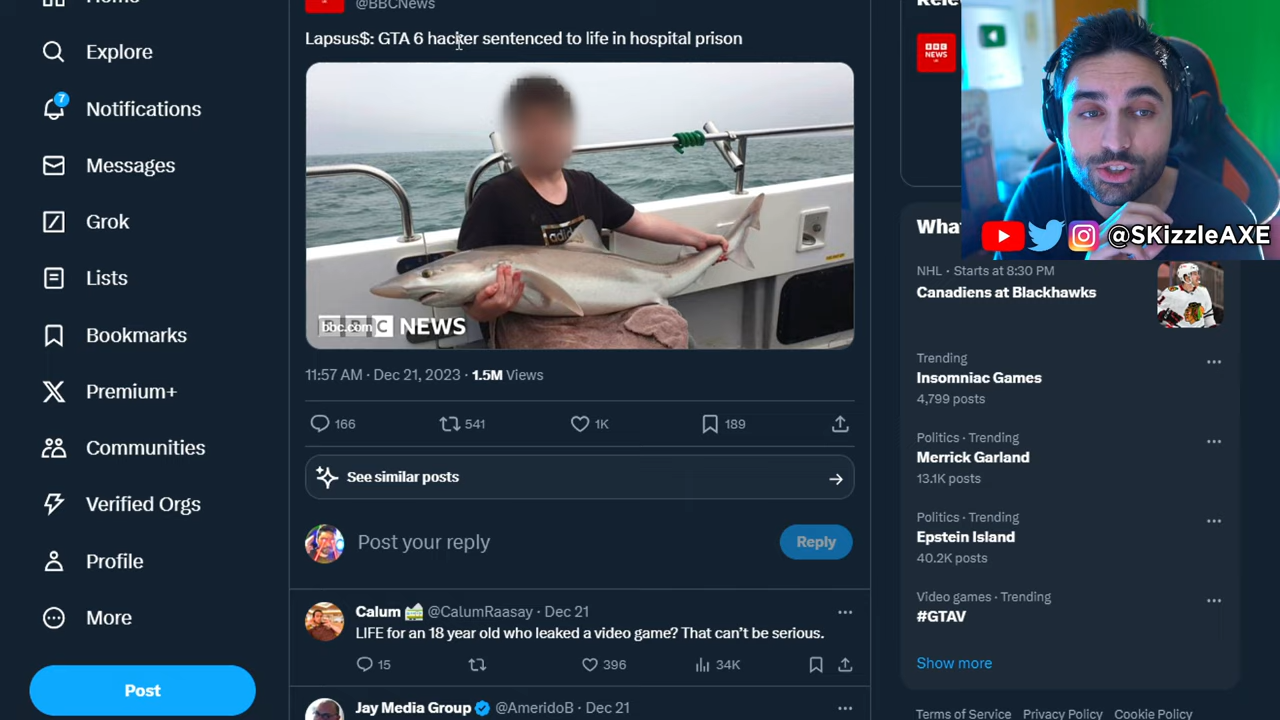 Home
Explore
7
Notifications
Messages
Grok
Lists
Bookmarks
Premium+
Communities
Verified Orgs
Profile
More
Post
@BBCNews
Lapsus$: GTA 6 hacker sentenced to life in hospital prison
adidas
bbc.com
BBC NEWS
11:57 AM · Dec 21, 2023 · 1.5M Views
166 541 1K 189
See similar posts
Post your reply
Reply
Calum @CalumRaasay · Dec 21
LIFE for an 18 year old who leaked a video game? That can't be serious.
15 396 34K
Jay Media Group @AmeridoB · Dec 21
BBC
NEWS
@SKizzleAXE
NHL · Starts at 8:30 PM
Canadiens at Blackhawks
Trending
Insomniac Games
4,799 posts
Politics · Trending
Merrick Garland
13.1K posts
Politics · Trending
Epstein Island
40.2K posts
Video games · Trending
#GTAV
Show more
Terms of Service Privacy Policy Cookie Policy